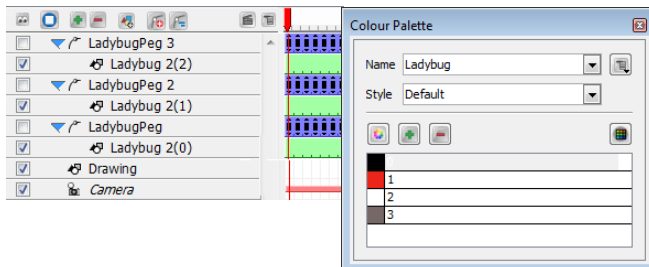 LadybugPeg 3
Ladybug 2(2)
LadybugPeg 2
Ladybug 2(1)
LadybugPeg
Ladybug 2(0)
Drawing
Camera
Colour Palette
Name Ladybug
Style Default
1
2
3